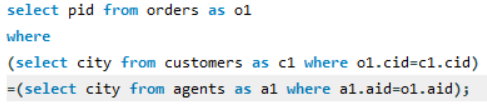 select pid from orders as o1
where
(select city from customers as c1 where o1.cid=c1.cid)
=(select city from agents as a1 where a1.aid=o1.aid);